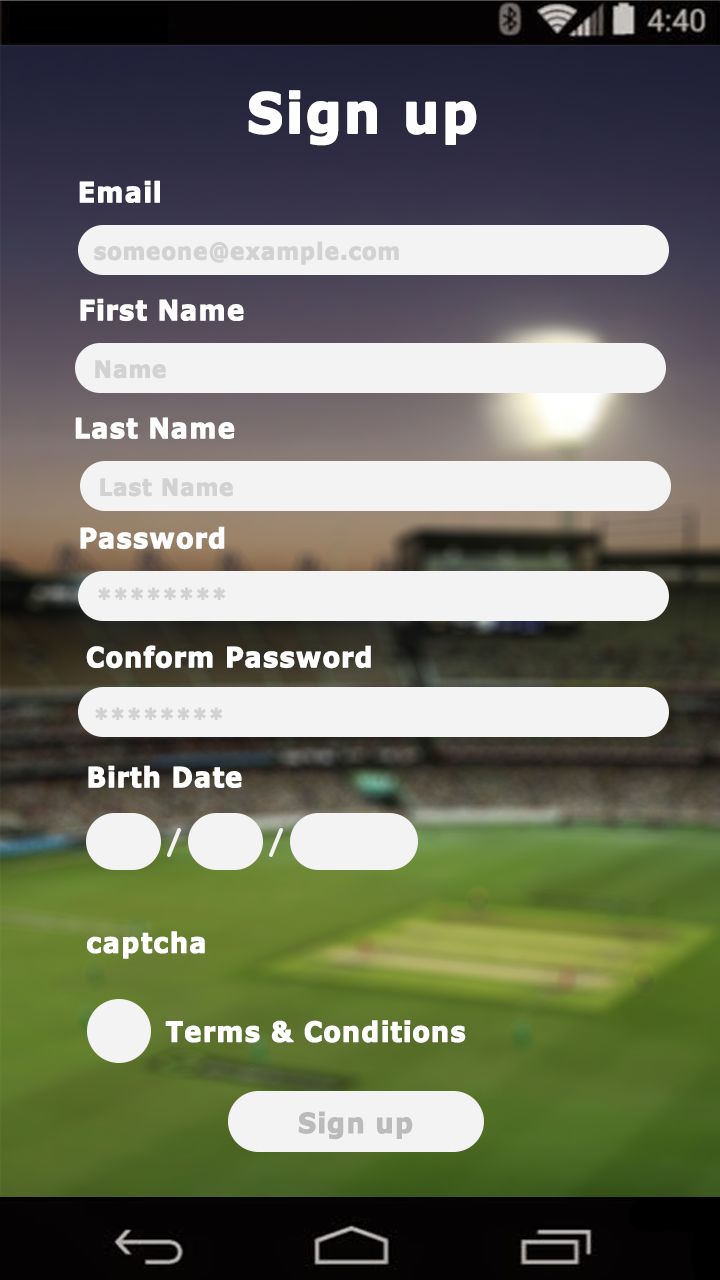 4:40
Sign up
Email
someone@example.com
First Name
Name
Last Name
Last Name
Password
********
Conform Password
********
Birth Date
/ /
captcha
Terms & Conditions
Sign up